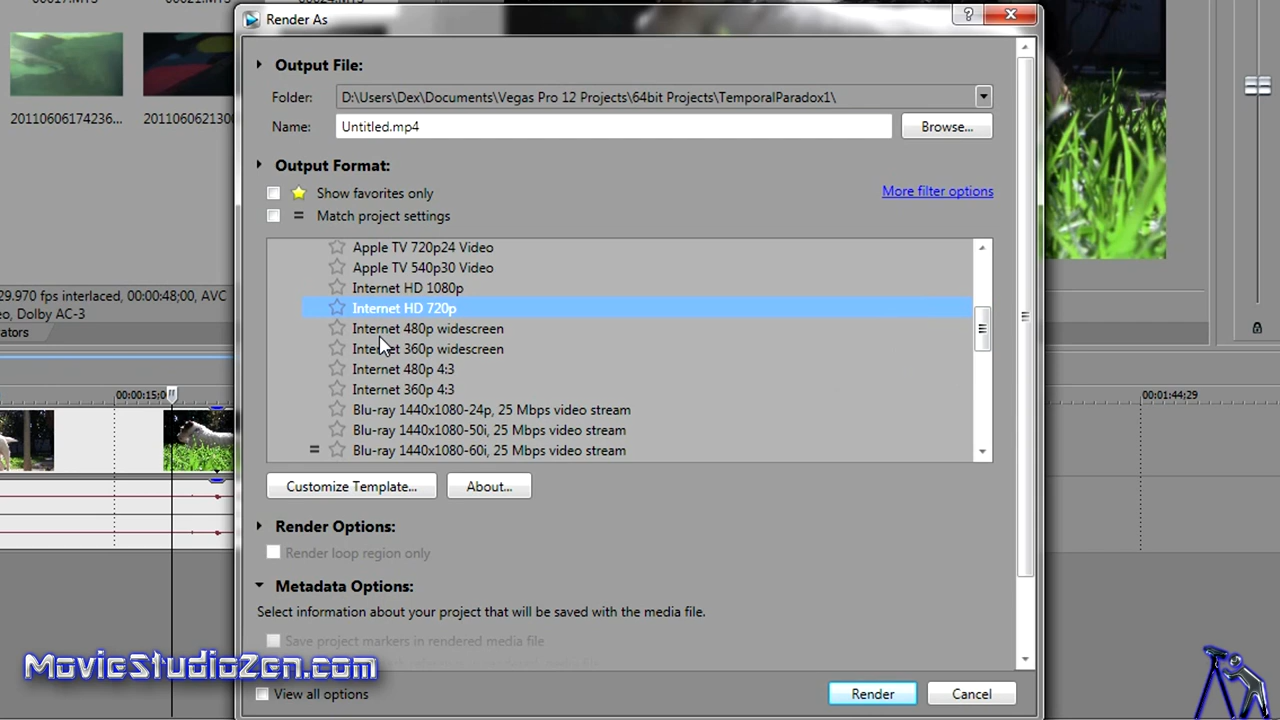 Render As
Output File:
Folder:
D:\Users\Dex\Documents\Vegas Pro 12 Projects\64bit Projects\TemporalParadox1\
Name:
Untitled.mp4
Browse...
Output Format:
Show favorites only
More filter options
Match project settings
Apple TV 720p24 Video
Apple TV 540p30 Video
Internet HD 1080p
Internet HD 720p
Internet 480p widescreen
Internet 360p widescreen
Internet 480p 4:3
Internet 360p 4:3
Blu-ray 1440x1080-24p, 25 Mbps video stream
Blu-ray 1440x1080-50i, 25 Mbps video stream
= Blu-ray 1440x1080-60i, 25 Mbps video stream
Customize Template...
About...
Render Options:
Render loop region only
Metadata Options:
Select information about your project that will be saved with the media file.
Save project markers in rendered media file
View all options
Render
Cancel
20110606174236...
2011060621300
29.970 fps interlaced, 00:00:48;00, AVC
eo, Dolby AC-3
ators
00:00:15;0
00:01:44;29
MovieStudioZen.com